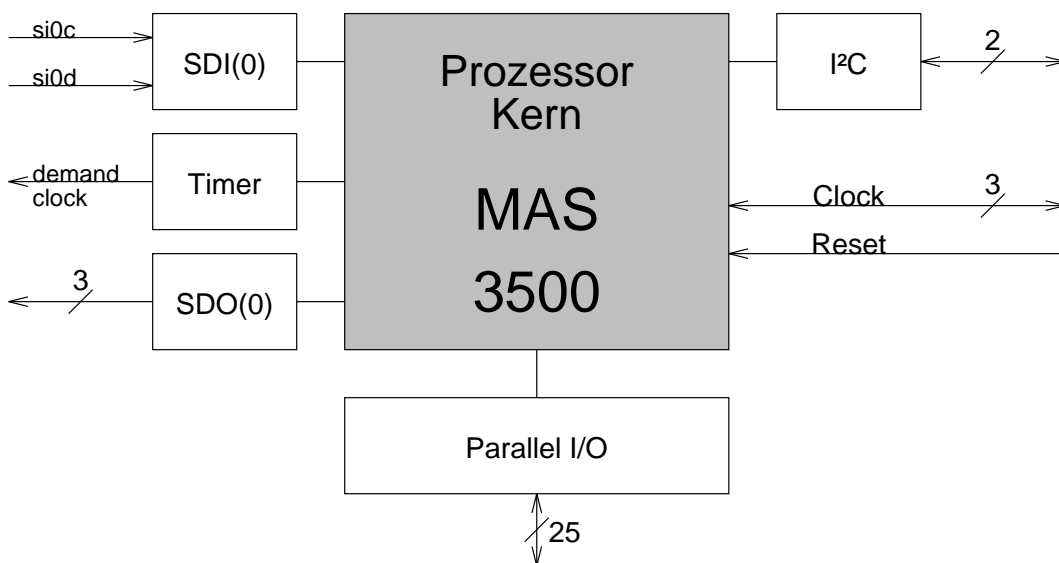 si0c
si0d
SDI(0)
Prozessor
Kern
MAS
3500
I²C
2
demand
clock
Timer
Clock
3
Reset
3
SDO(0)
Parallel I/O
25